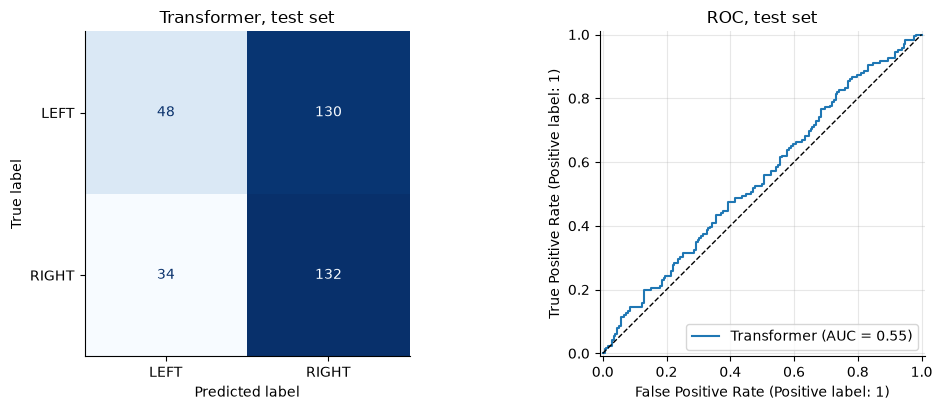 Transformer, test set
True label
LEFT
RIGHT
48
130
34
132
LEFT
RIGHT
Predicted label
ROC, test set
True Positive Rate (Positive label: 1)
1.0
0.8
0.6
0.4
0.2
0.0
Transformer (AUC = 0.55)
0.0
0.2
0.4
0.6
0.8
1.0
False Positive Rate (Positive label: 1)